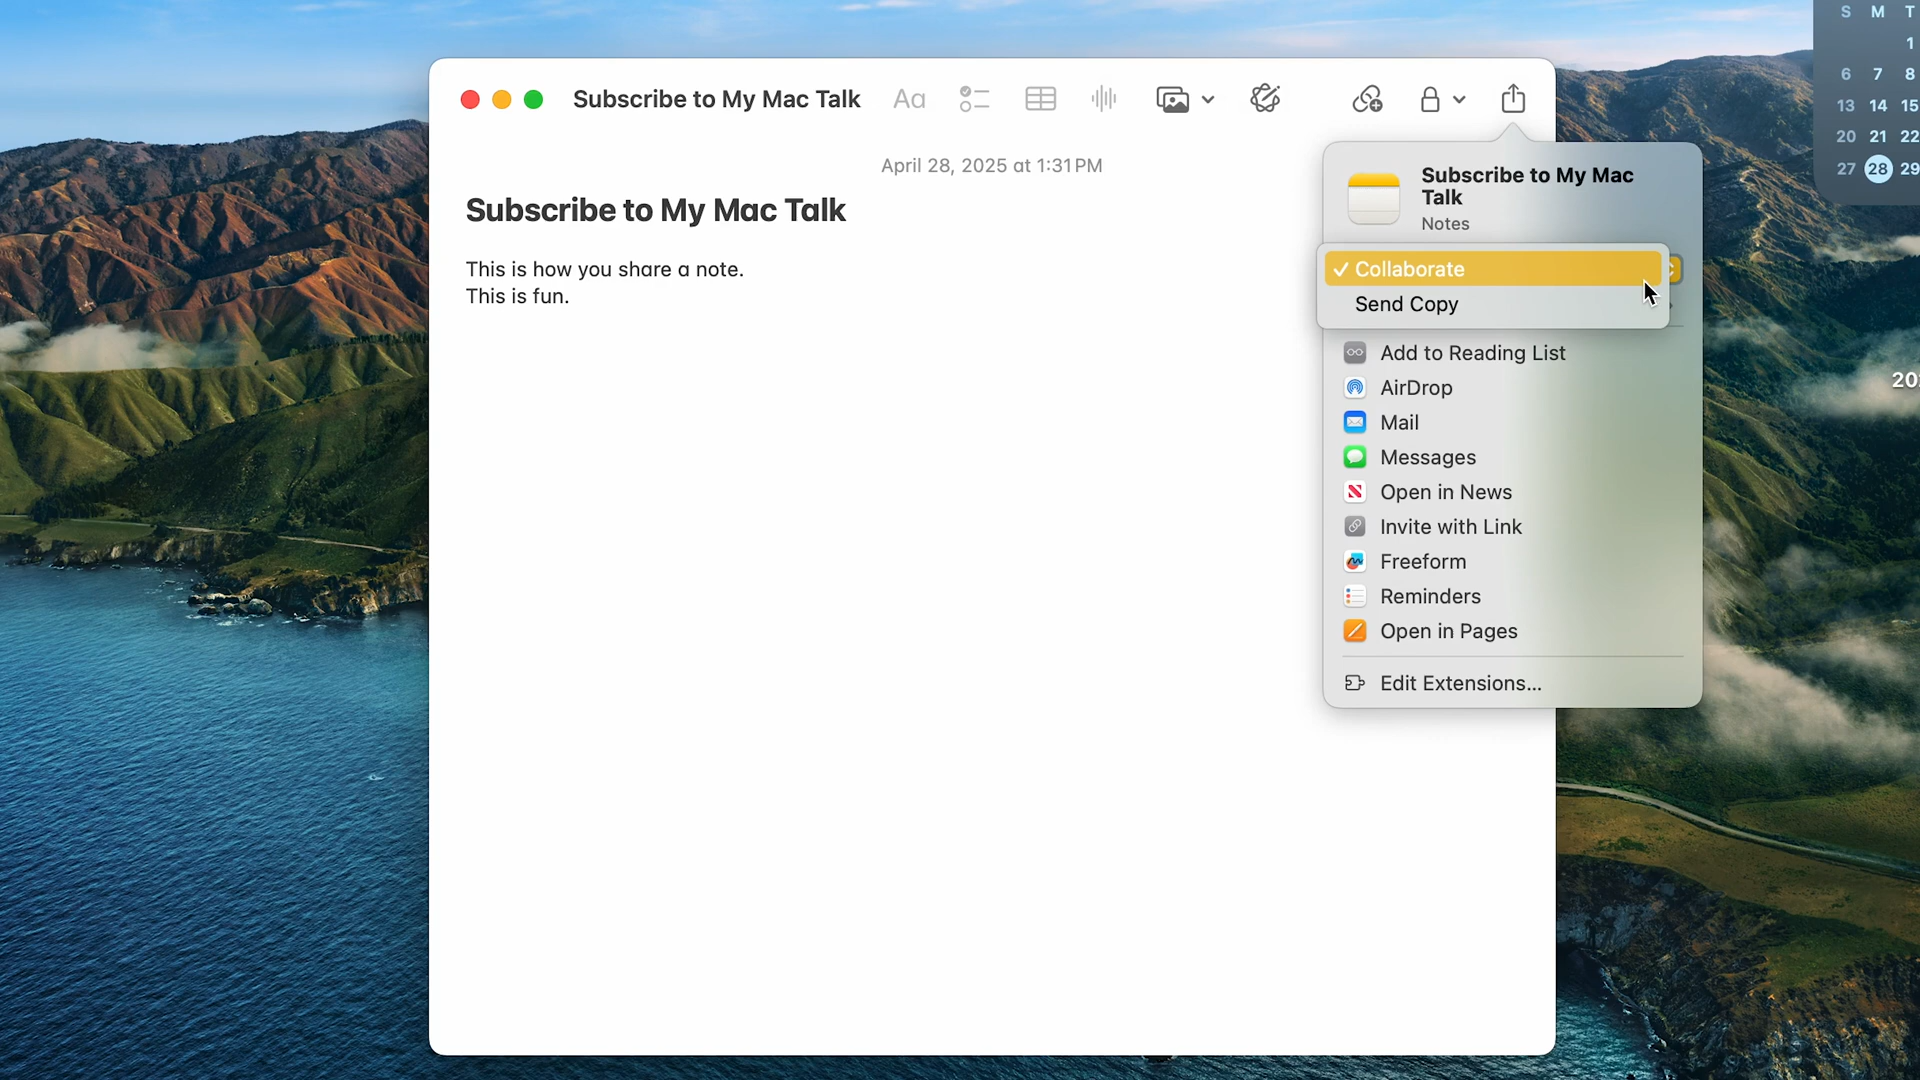 S M T
1
6 7 8
13 14 15
20 21 22
27 28 29
Subscribe to My Mac Talk
Aa
April 28, 2025 at 1:31 PM
Subscribe to My Mac Talk
This is how you share a note.
This is fun.
Subscribe to My Mac
Talk
Notes
✓ Collaborate
Send Copy
Add to Reading List
AirDrop
Mail
Messages
Open in News
Invite with Link
Freeform
Reminders
Open in Pages
Edit Extensions...